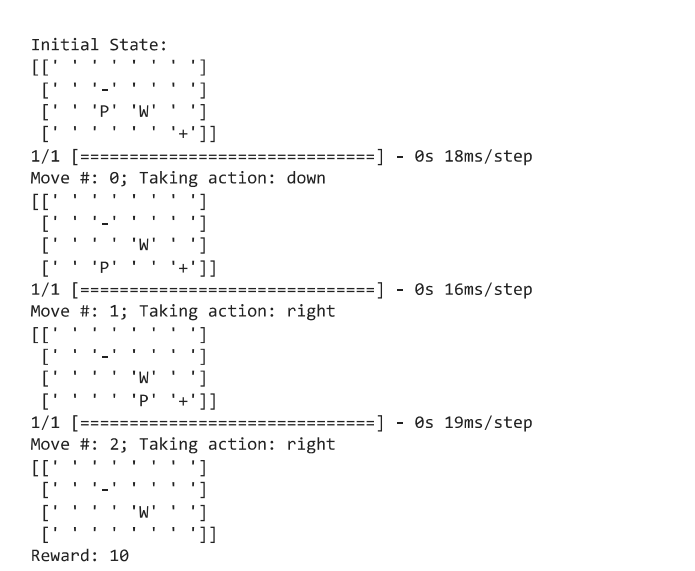 Initial State:
[[' ' ' ' ' ' ' ']
 [' ' '-' ' ' ' ']
 [' ' 'P' 'W' ' ']
 [' ' ' ' ' ' '+']]
1/1 [==============================] - 0s 18ms/step
Move #: 0; Taking action: down
[[' ' ' ' ' ' ' ']
 [' ' '-' ' ' ' ']
 [' ' ' ' 'W' ' ']
 [' ' 'P' ' ' '+']]
1/1 [==============================] - 0s 16ms/step
Move #: 1; Taking action: right
[[' ' ' ' ' ' ' ']
 [' ' '-' ' ' ' ']
 [' ' ' ' 'W' ' ']
 [' ' ' ' 'P' '+']]
1/1 [==============================] - 0s 19ms/step
Move #: 2; Taking action: right
[[' ' ' ' ' ' ' ']
 [' ' '-' ' ' ' ']
 [' ' ' ' 'W' ' ']
 [' ' ' ' ' ' ' ']]
Reward: 10